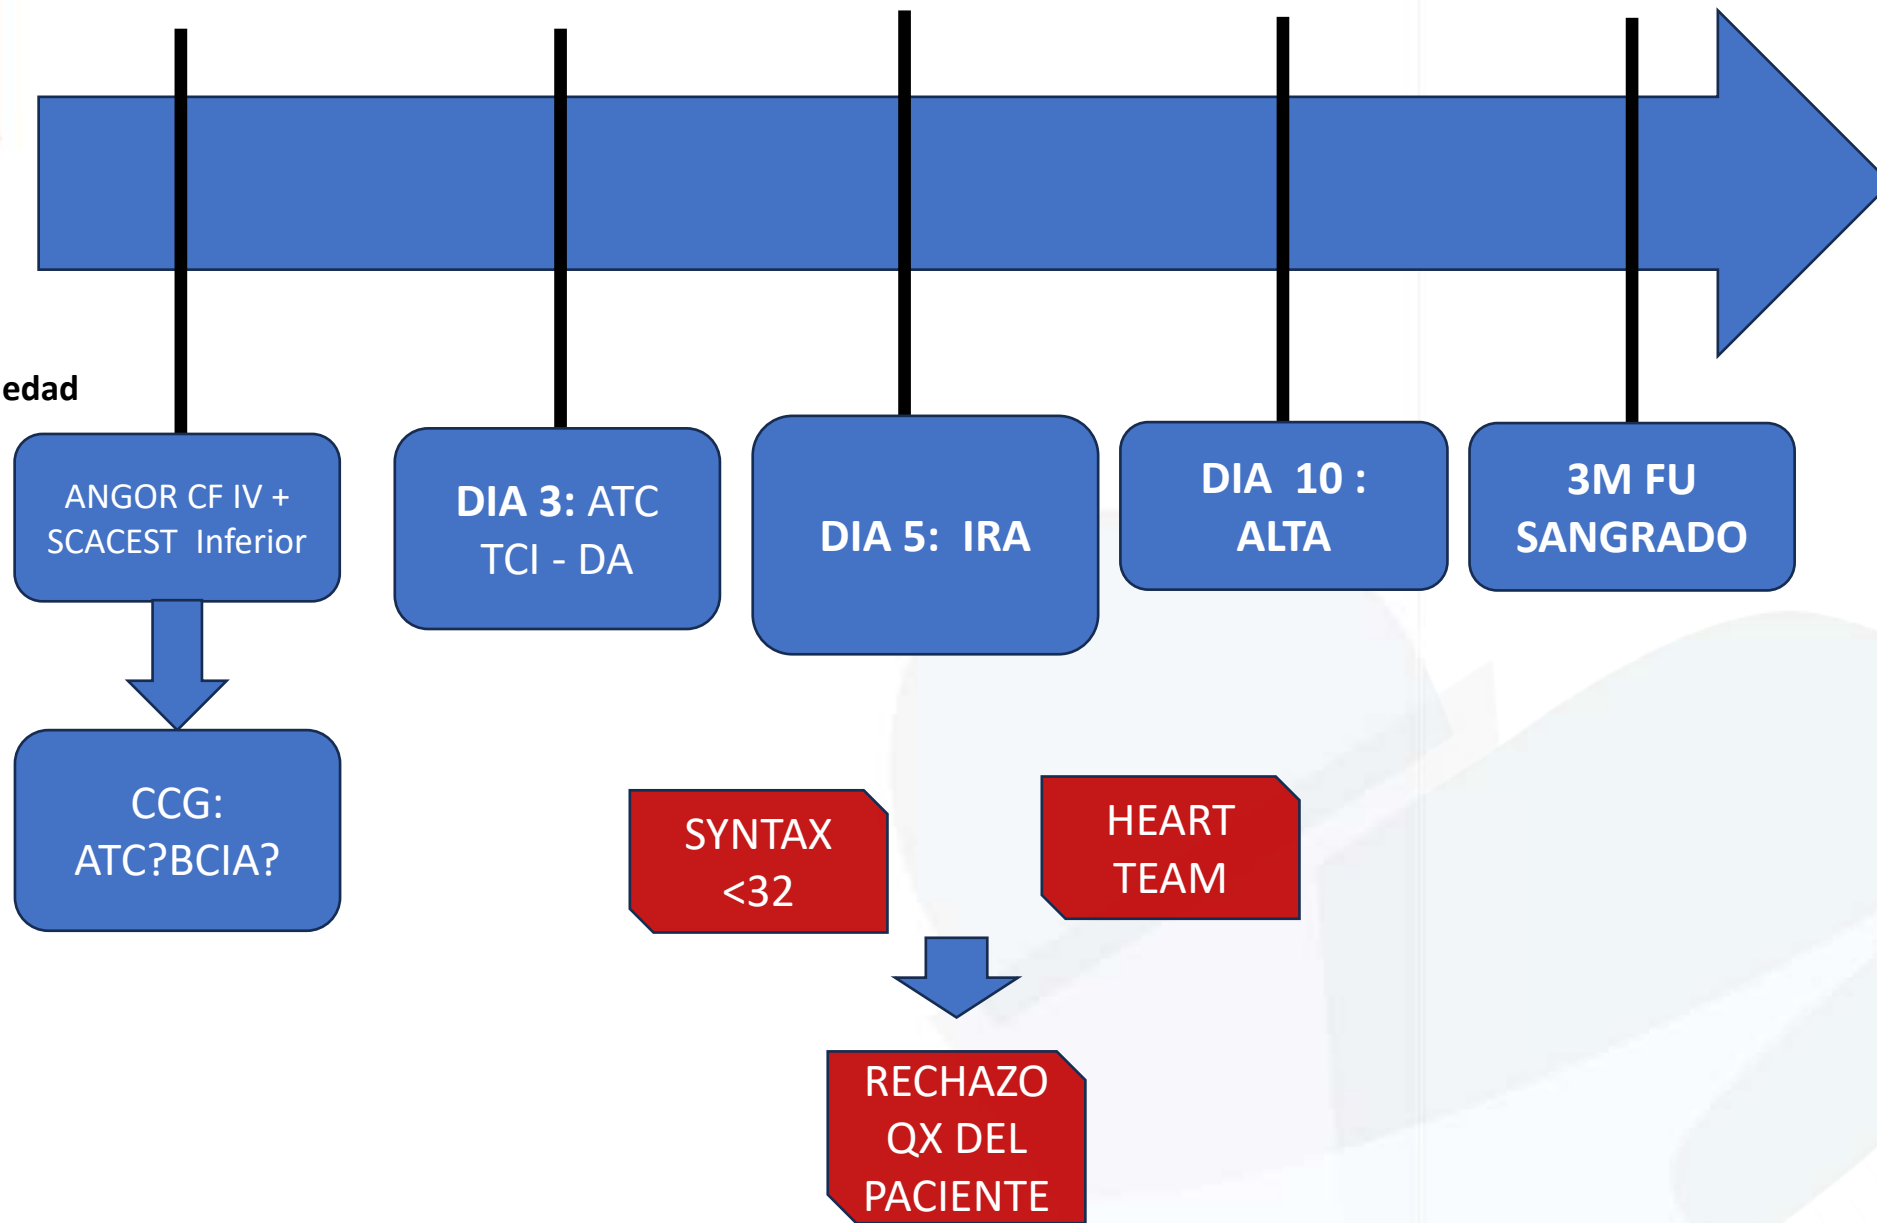 edad
ANGOR CF IV +
SCACEST Inferior
DIA 3: ATC
TCI - DA
DIA 5: IRA
DIA 10 :
ALTA
3M FU
SANGRADO
CCG:
ATC?BCIA?
SYNTAX
<32
HEART
TEAM
RECHAZO
QX DEL
PACIENTE